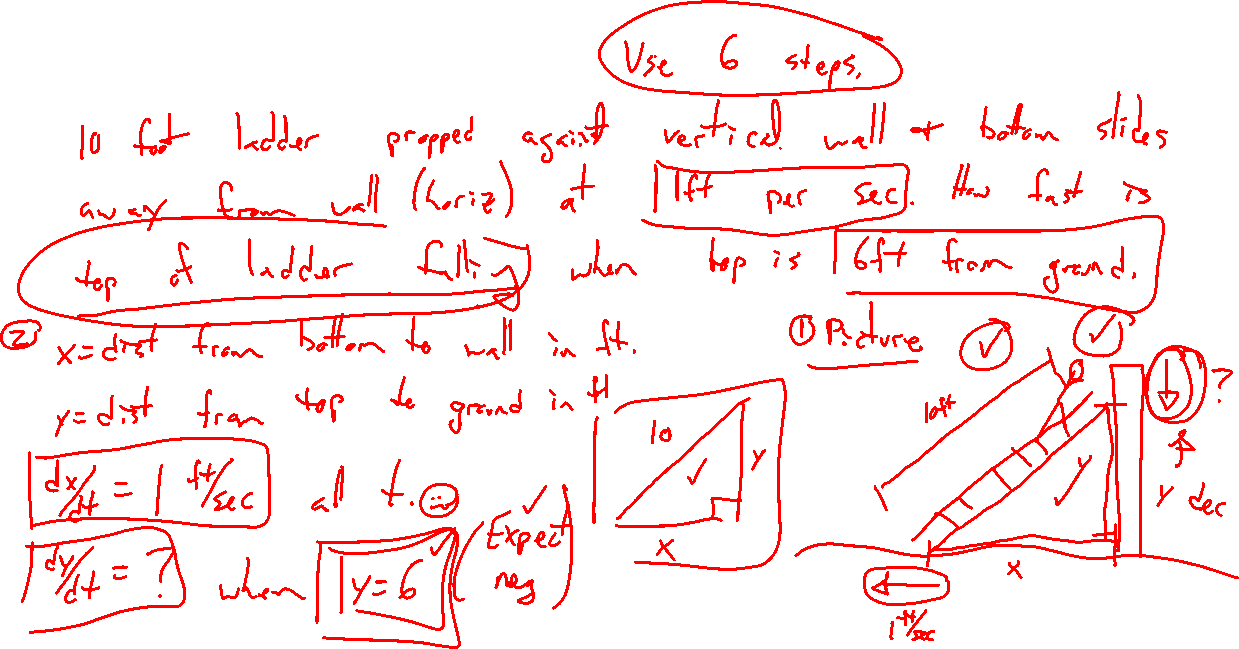 Use 6 steps.
10 foot ladder propped against vertical wall + bottom slides
away from wall (horiz) at 1ft per sec. How fast is
top of ladder falling when top is 6ft from ground.
② x = dist from bottom to wall in ft.
y = dist from top to ground in ft
dx/dt = 1 ft/sec all t.
dy/dt = ? when y = 6 (Expect neg)
10
y
x
① Picture
10ft
?
y
y dec
x
1 ft/sec